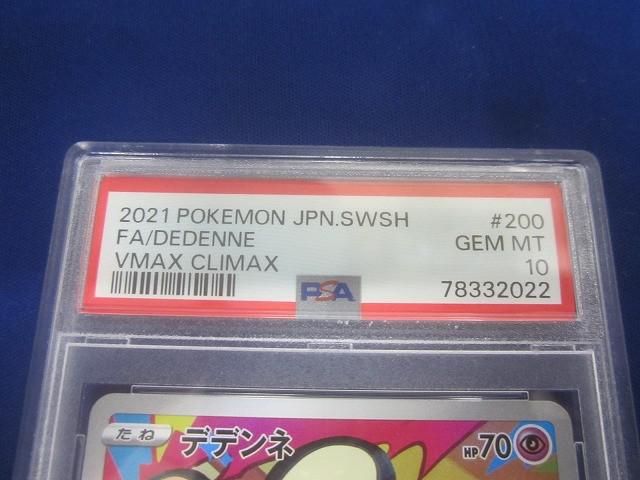 2021 POKEMON JPN.SWSH #200
FA/DEDENNE GEM MT
VMAX CLIMAX 10
PSA 78332022
たね デデンネ HP70